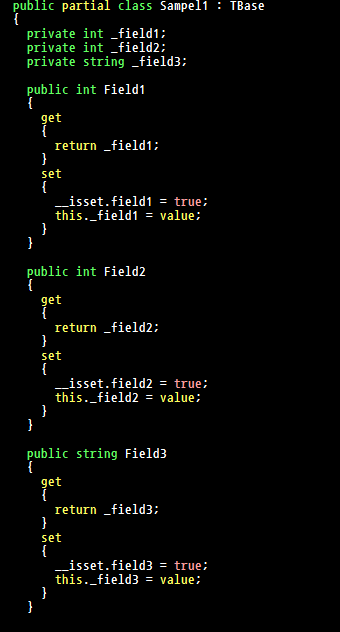 public partial class Sampel1 : TBase
{
  private int _field1;
  private int _field2;
  private string _field3;

  public int Field1
  {
    get
    {
      return _field1;
    }
    set
    {
      __isset.field1 = true;
      this._field1 = value;
    }
  }

  public int Field2
  {
    get
    {
      return _field2;
    }
    set
    {
      __isset.field2 = true;
      this._field2 = value;
    }
  }

  public string Field3
  {
    get
    {
      return _field3;
    }
    set
    {
      __isset.field3 = true;
      this._field3 = value;
    }
  }